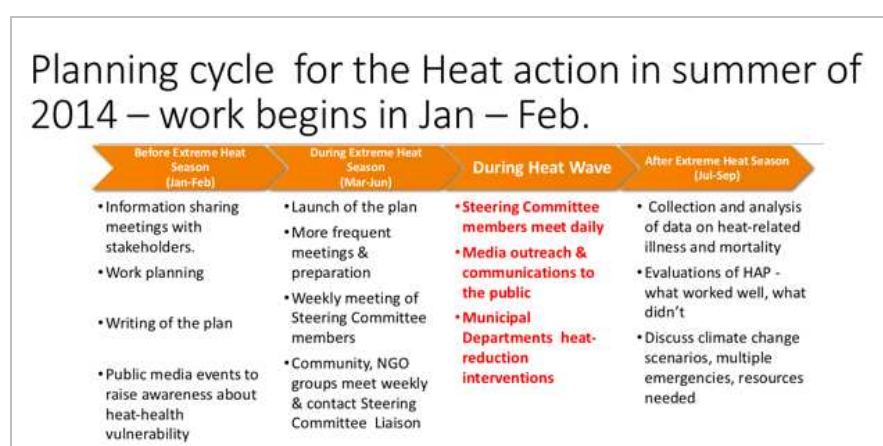 Planning cycle for the Heat action in summer of
2014 – work begins in Jan – Feb.
Before Extreme Heat
Season
(Jan-Feb)
During Extreme Heat
Season
(Mar-Jun)
During Heat Wave
After Extreme Heat Season
(Jul-Sep)
• Information sharing
meetings with
stakeholders.
• Work planning
• Writing of the plan
• Public media events to
raise awareness about
heat-health
vulnerability
• Launch of the plan
• More frequent
meetings &
preparation
• Weekly meeting of
Steering Committee
members
• Community, NGO
groups meet weekly
& contact Steering
Committee Liaison
• Steering Committee
members meet daily
• Media outreach &
communications to
the public
• Municipal
Departments heat-
reduction
interventions
• Collection and analysis
of data on heat-related
illness and mortality
• Evaluations of HAP -
what worked well, what
didn't
• Discuss climate change
scenarios, multiple
emergencies, resources
needed